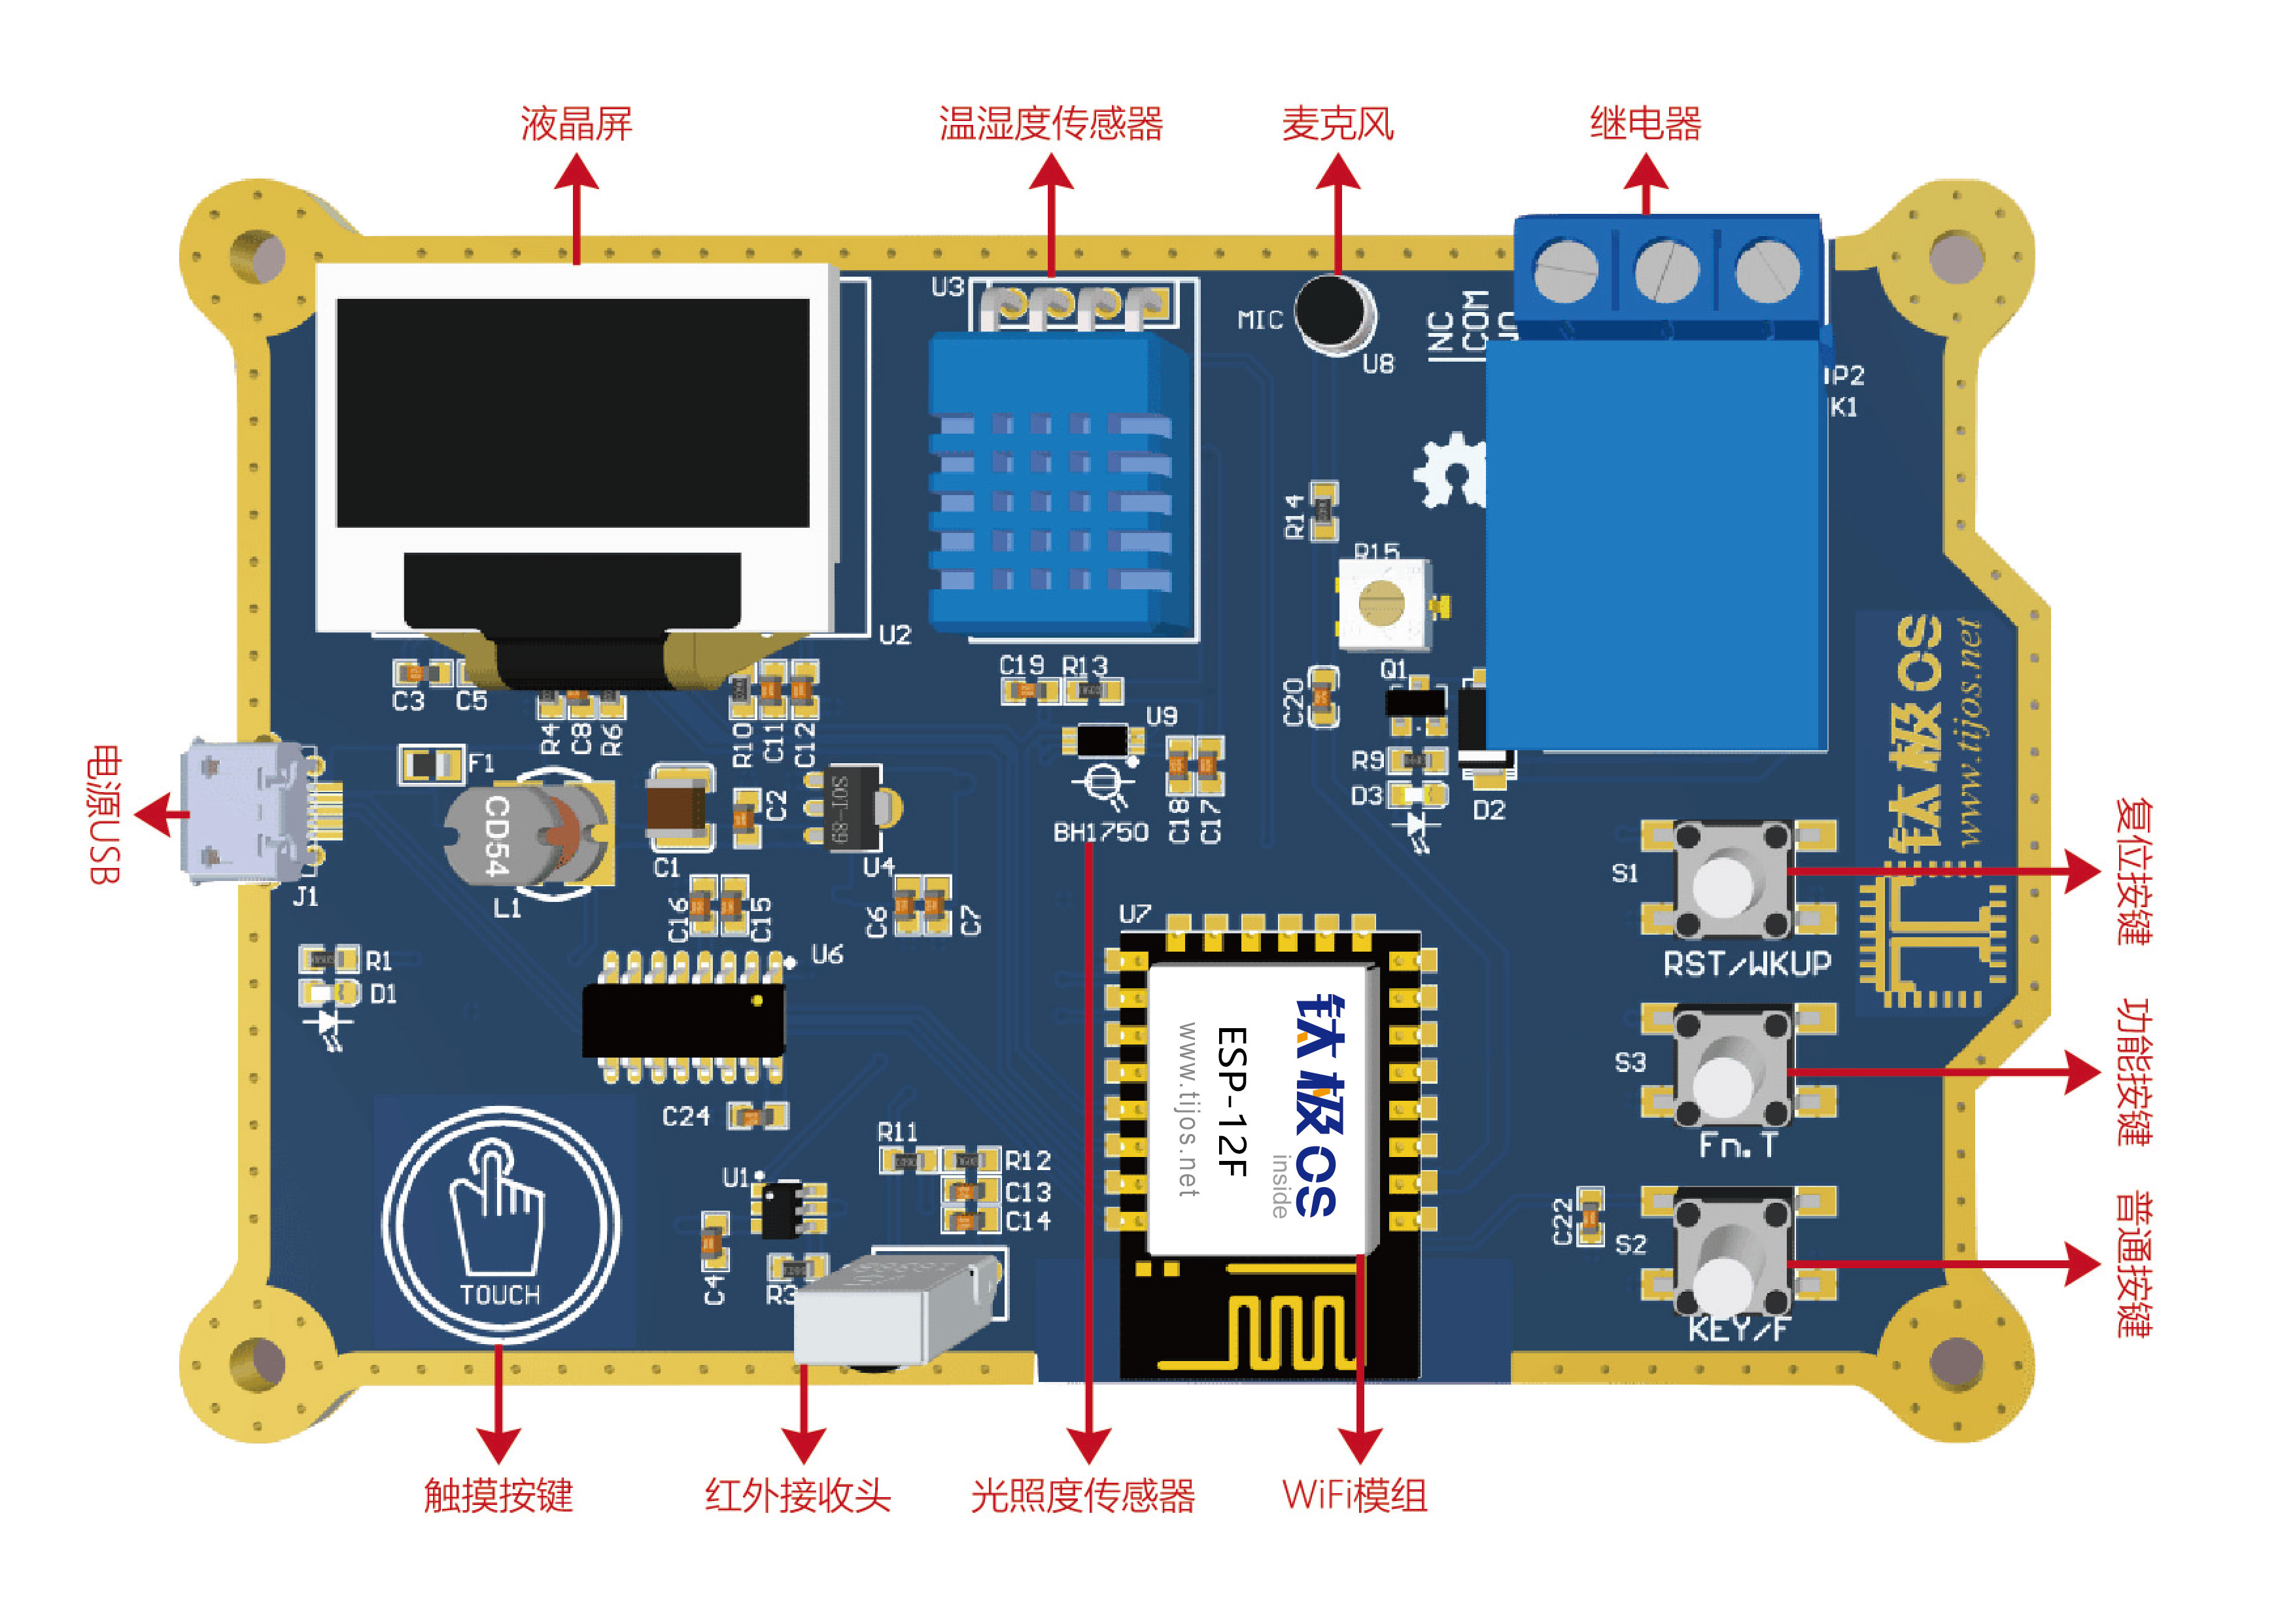 液晶屏
温湿度传感器
麦克风
继电器
U3
MIC
U8
NC
COM
P2
K1
R14
R15
U2
C3
C5
R4
C8
R6
R10
C11
C12
C19
R13
C20
Q1
U9
BH1750
C18
C17
R9
D3
D2
钛极OS
www.tijos.net
电源USB
F1
J1
CD54
L1
C1
C2
SOT-89
U4
C16
C15
C6
C7
R1
D1
U6
C24
U7
钛极OS
inside
ESP-12F
www.tijos.net
S1
RST/WKUP
复位按键
S3
Fn.T
功能按键
C22
S2
KEY/F
普通按键
TOUCH
U1
C4
R3
R11
R12
C13
C14
触摸按键
红外接收头
光照度传感器
WiFi模组